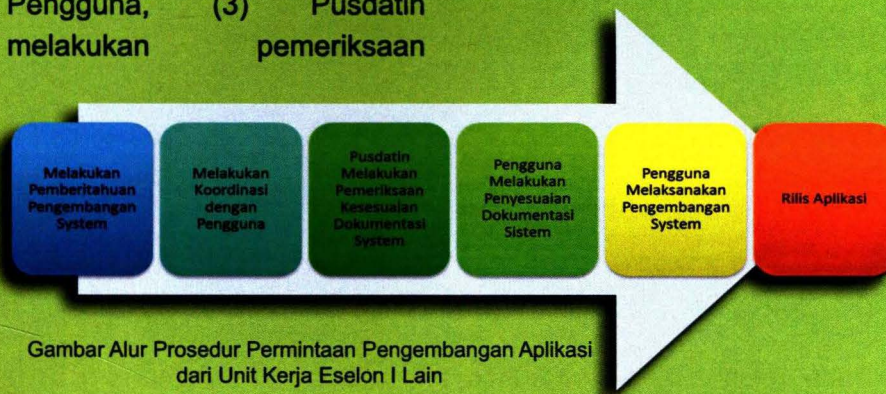 Pengguna, (3) Pusdatin
melakukan pemeriksaan
Melakukan
Pemberitahuan
Pengembangan
System
Melakukan
Koordinasi
dengan
Pengguna
Pusdatin
Melakukan
Pemeriksaan
Kesesuaian
Dokumentasi
System
Pengguna
Melakukan
Penyesuaian
Dokumentasi
Sistem
Pengguna
Melaksanakan
Pengembangan
System
Rilis Aplikasi
Gambar Alur Prosedur Permintaan Pengembangan Aplikasi
dari Unit Kerja Eselon I Lain